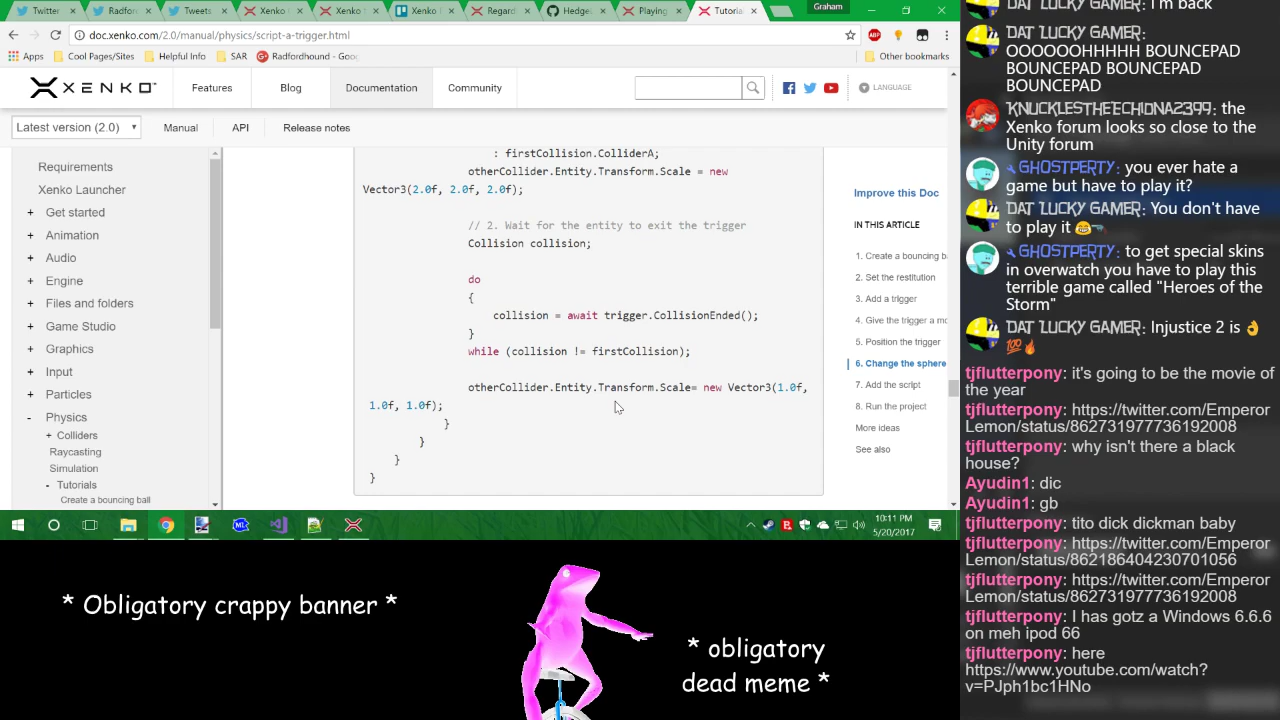 Twitter
Radfor
Tweets
Xenko
Xenko
Xenko
Regard
Hedge
Playing
Tutoria
Graham
doc.xenko.com/2.0/manual/physics/script-a-trigger.html
Apps
Cool Pages/Sites
Helpful Info
SAR
Radfordhound - Goo
Other bookmarks
XENKO
Features
Blog
Documentation
Community
LANGUAGE
Latest version (2.0)
Manual
API
Release notes
Requirements
Xenko Launcher
+ Get started
+ Animation
+ Audio
+ Engine
+ Files and folders
+ Game Studio
+ Graphics
+ Input
+ Particles
- Physics
+ Colliders
Raycasting
Simulation
- Tutorials
Create a bouncing ball
: firstCollision.ColliderA;
otherCollider.Entity.Transform.Scale = new
Vector3(2.0f, 2.0f, 2.0f);
// 2. Wait for the entity to exit the trigger
Collision collision;
do
{
collision = await trigger.CollisionEnded();
}
while (collision != firstCollision);
otherCollider.Entity.Transform.Scale= new Vector3(1.0f,
1.0f, 1.0f);
}
}
}
}
Improve this Doc
IN THIS ARTICLE
1. Create a bouncing ba
2. Set the restitution
3. Add a trigger
4. Give the trigger a mo
5. Position the trigger
6. Change the sphere
7. Add the script
8. Run the project
More ideas
See also
10:11 PM
5/20/2017
* Obligatory crappy banner *
* obligatory
dead meme *
DAT LUCKY GAMER: I'm back
DAT LUCKY GAMER:
OOOOOOHHHHH BOUNCEPAD
BOUNCEPAD BOUNCEPAD
BOUNCEPAD
KNUCKLESTHEECHIDNA2399: the
Xenko forum looks so close to the
Unity forum
GHOSTPERTY: you ever hate a
game but have to play it?
DAT LUCKY GAMER: You don't have
to play it 😂🔫
GHOSTPERTY: to get special skins
in overwatch you have to play this
terrible game called "Heroes of the
Storm"
DAT LUCKY GAMER: Injustice 2 is 👌
💯🔥
tjflutterpony: it's going to be the movie of
the year
tjflutterpony: https://twitter.com/Emperor
Lemon/status/862731977736192008
tjflutterpony: why isn't there a black
house?
Ayudin1: dic
Ayudin1: gb
tjflutterpony: tito dick dickman baby
tjflutterpony: https://twitter.com/Emperor
Lemon/status/862186404230701056
tjflutterpony: https://twitter.com/Emperor
Lemon/status/862731977736192008
tjflutterpony: I has gotz a Windows 6.6.6
on meh ipod 66
tjflutterpony: here
https://www.youtube.com/watch?
v=PJph1bc1HNo